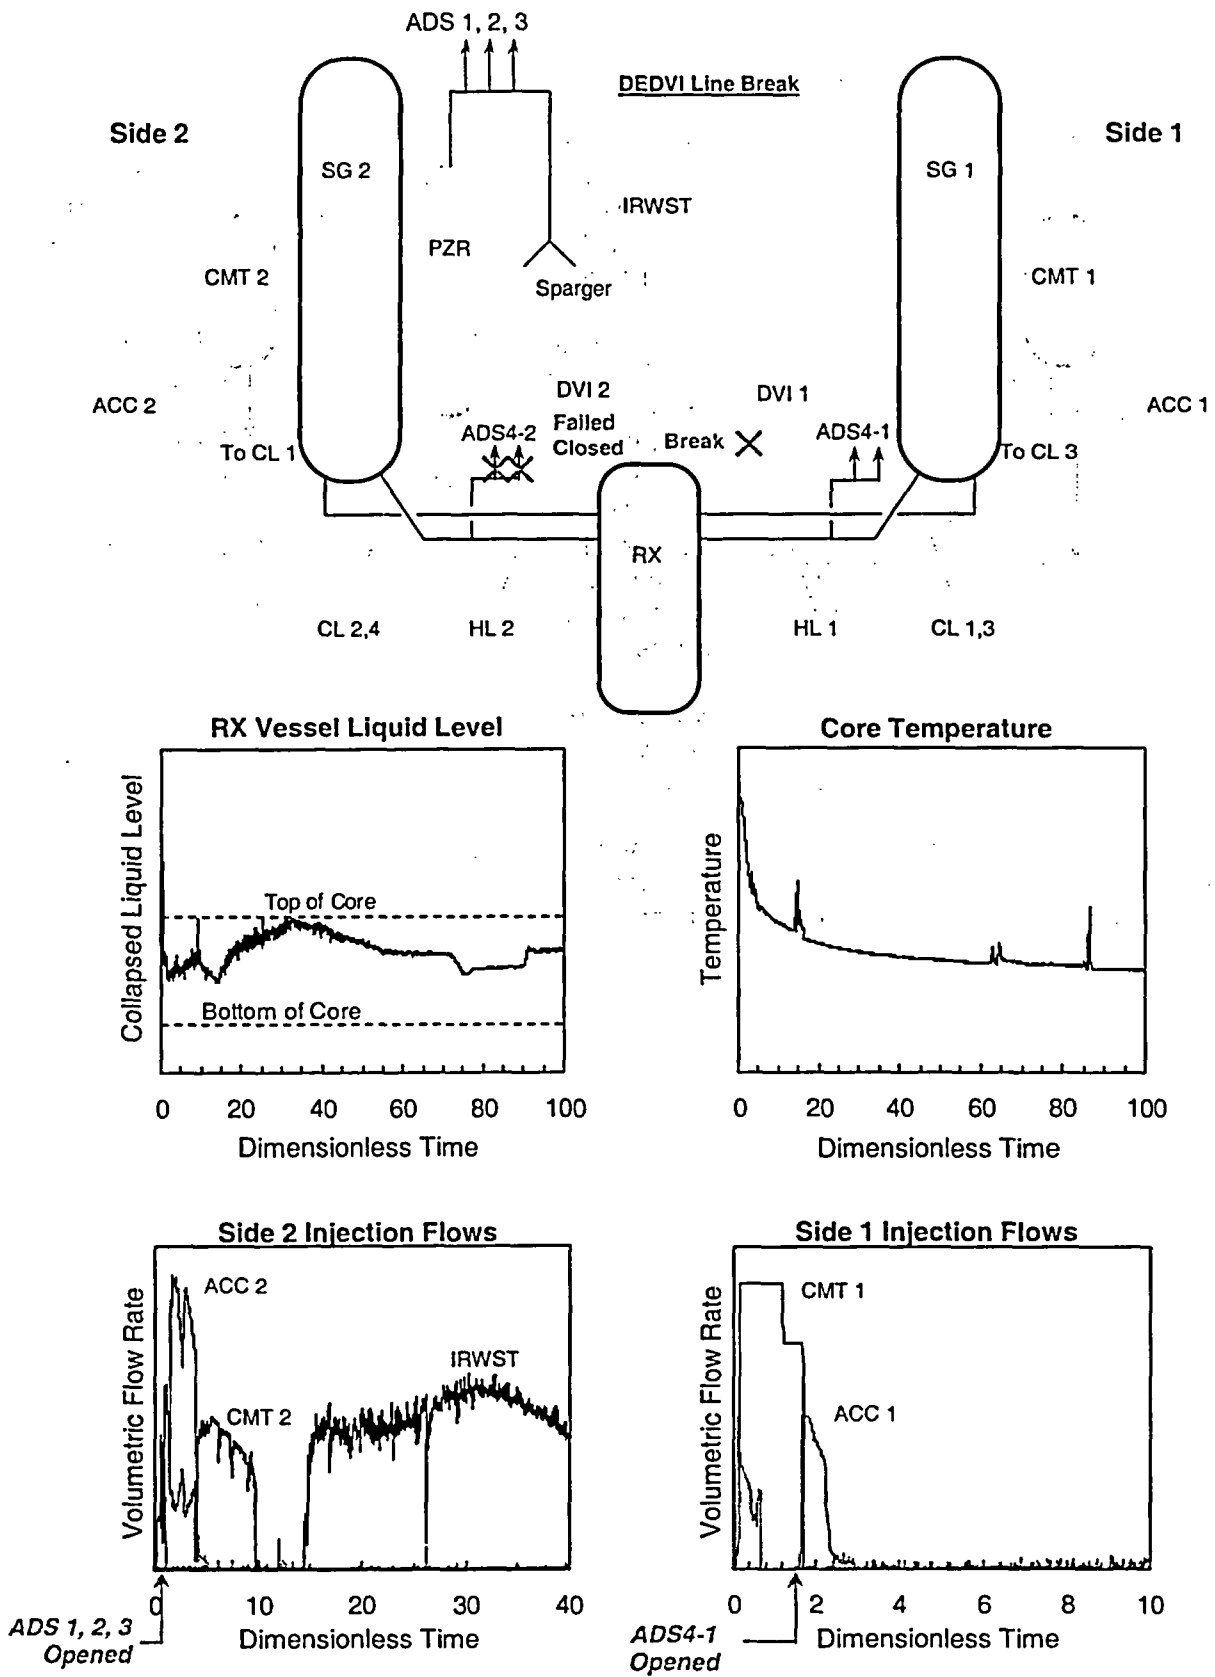 ADS 1, 2, 3
DEDVI Line Break
Side 2
Side 1
SG 2
SG 1
IRWST
PZR
CMT 2
CMT 1
Sparger
DVI 2
DVI 1
ACC 2
ACC 1
Failed
Closed
ADS4-2
Break
ADS4-1
To CL 1
To CL 3
RX
CL 2,4
HL 2
HL 1
CL 1,3
RX Vessel Liquid Level
Collapsed Liquid Level
Top of Core
Bottom of Core
0 20 40 60 80 100
Dimensionless Time
Core Temperature
Temperature
0 20 40 60 80 100
Dimensionless Time
Side 2 Injection Flows
Volumetric Flow Rate
ACC 2
IRWST
CMT 2
0 10 20 30 40
Dimensionless Time
ADS 1, 2, 3
Opened
Side 1 Injection Flows
Volumetric Flow Rate
CMT 1
ACC 1
0 2 4 6 8 10
Dimensionless Time
ADS4-1
Opened